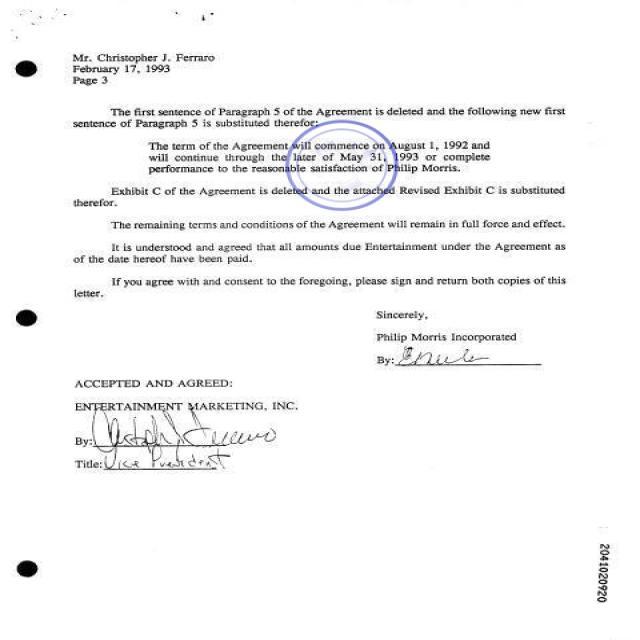 Mr. Christopher J. Ferraro
February 17, 1993
Page 3
The first sentence of Paragraph 5 of the Agreement is deleted and the following new first
sentence of Paragraph 5 is substituted therefor:
The term of the Agreement will commence on August 1, 1992 and
will continue through the later of May 31, 1993 or complete
performance to the reasonable satisfaction of Philip Morris.
Exhibit C of the Agreement is deleted and the attached Revised Exhibit C is substituted
therefor.
The remaining terms and conditions of the Agreement will remain in full force and effect.
It is understood and agreed that all amounts due Entertainment under the Agreement as
of the date hereof have been paid.
If you agree with and consent to the foregoing, please sign and return both copies of this
letter.
Sincerely,
Philip Morris Incorporated
By:
ACCEPTED AND AGREED:
ENTERTAINMENT MARKETING, INC.
By: Christoph J. Ferraro
Title: Vice President
2041020920